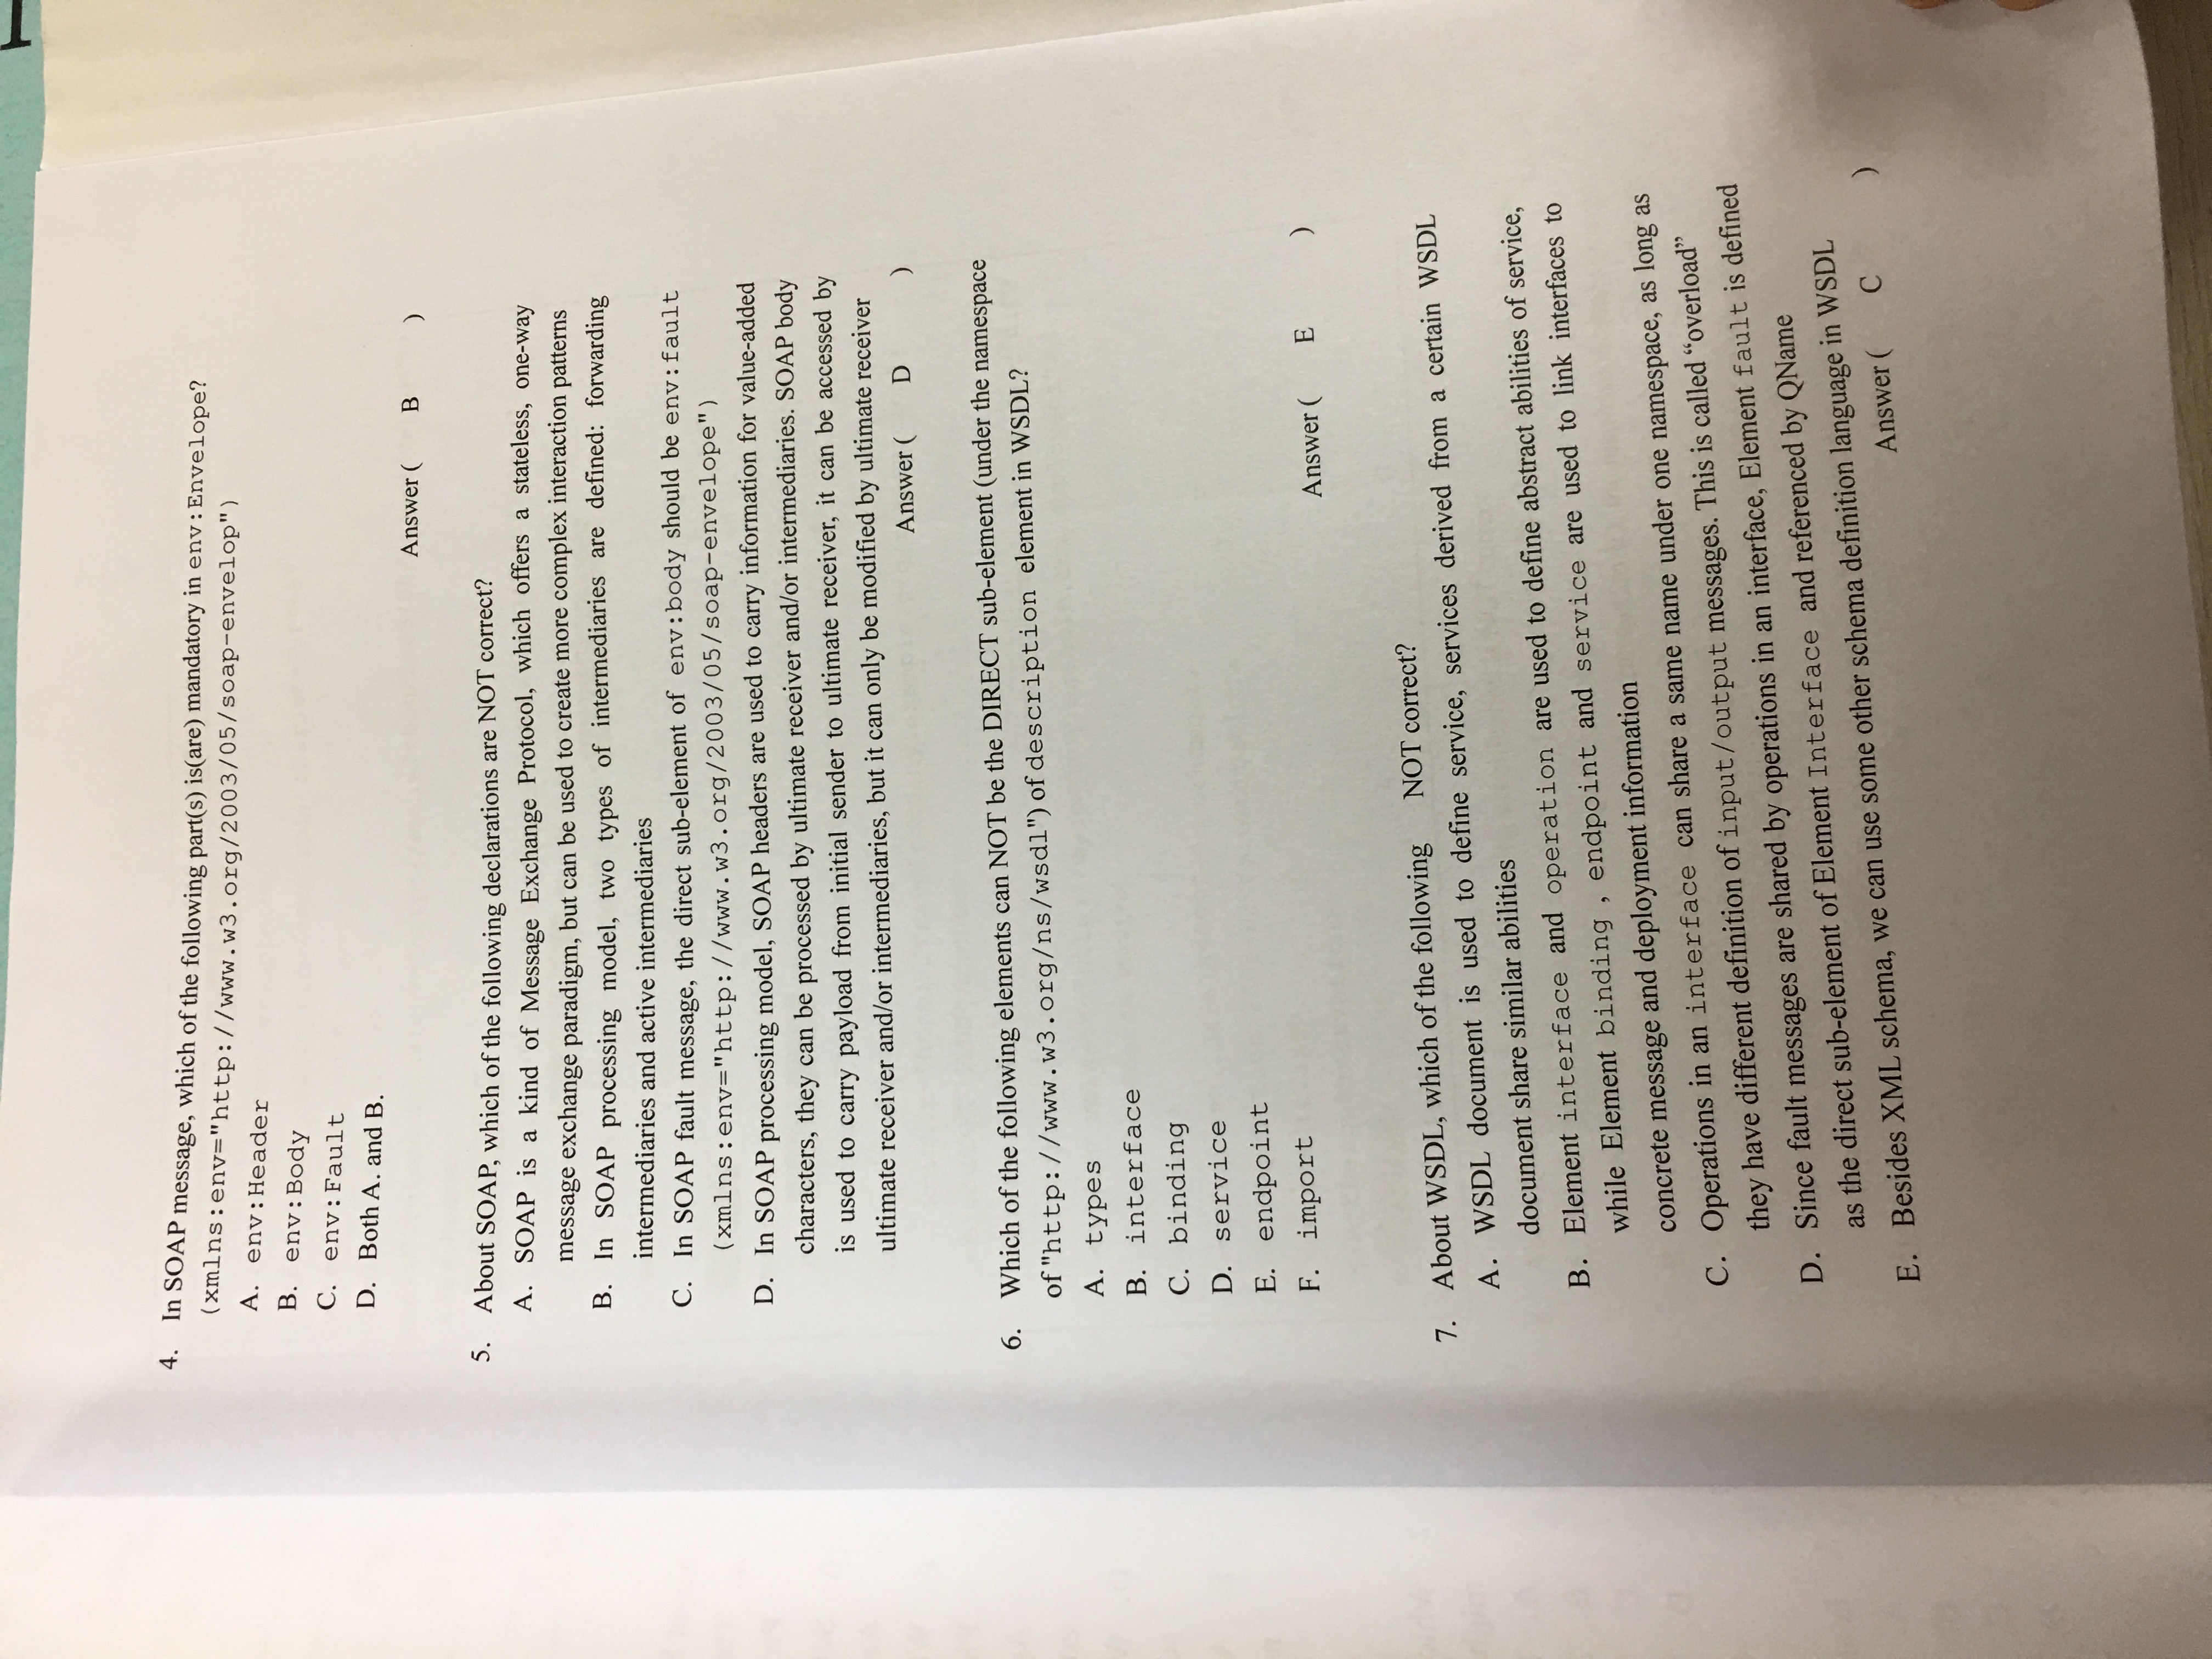 4. In SOAP message, which of the following part(s) is(are) mandatory in env:Envelope?
(xmlns:env="http://www.w3.org/2003/05/soap-envelop")
A. env:Header
B. env:Body
C. env:Fault
D. Both A. and B.
Answer ( B )
5. About SOAP, which of the following declarations are NOT correct?
A. SOAP is a kind of Message Exchange Protocol, which offers a stateless, one-way
message exchange paradigm, but can be used to create more complex interaction patterns
B. In SOAP processing model, two types of intermediaries are defined: forwarding
intermediaries and active intermediaries
C. In SOAP fault message, the direct sub-element of env:body should be env:fault
(xmlns:env="http://www.w3.org/2003/05/soap-envelope")
D. In SOAP processing model, SOAP headers are used to carry information for value-added
characters, they can be processed by ultimate receiver and/or intermediaries. SOAP body
is used to carry payload from initial sender to ultimate receiver, it can be accessed by
ultimate receiver and/or intermediaries, but it can only be modified by ultimate receiver
Answer ( D )
6. Which of the following elements can NOT be the DIRECT sub-element (under the namespace
of "http://www.w3.org/ns/wsdl") of description element in WSDL?
A. types
B. interface
C. binding
D. service
E. endpoint
F. import
Answer ( E )
7. About WSDL, which of the following NOT correct?
A. WSDL document is used to define service, services derived from a certain WSDL
document share similar abilities
B. Element interface and operation are used to define abstract abilities of service,
while Element binding , endpoint and service are used to link interfaces to
concrete message and deployment information
C. Operations in an interface can share a same name under one namespace, as long as
they have different definition of input/output messages. This is called “overload”
D. Since fault messages are shared by operations in an interface, Element fault is defined
as the direct sub-element of Element Interface and referenced by QName
E. Besides XML schema, we can use some other schema definition language in WSDL
Answer ( C )